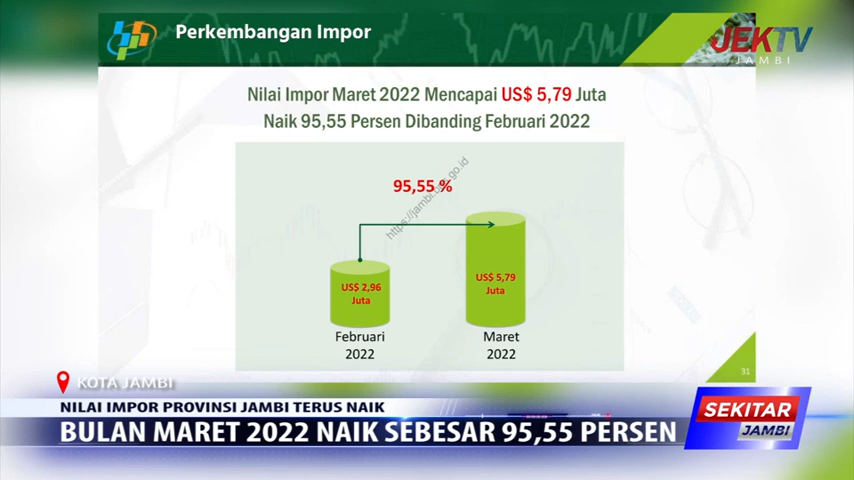 Perkembangan Impor
JEKTV
JAMBI
Nilai Impor Maret 2022 Mencapai US$ 5,79 Juta
Naik 95,55 Persen Dibanding Februari 2022
95,55 %
US$ 2,96
Juta
US$ 5,79
Juta
Februari
2022
Maret
2022
31
KOTA JAMBI
NILAI IMPOR PROVINSI JAMBI TERUS NAIK
BULAN MARET 2022 NAIK SEBESAR 95,55 PERSEN
SEKITAR
JAMBI